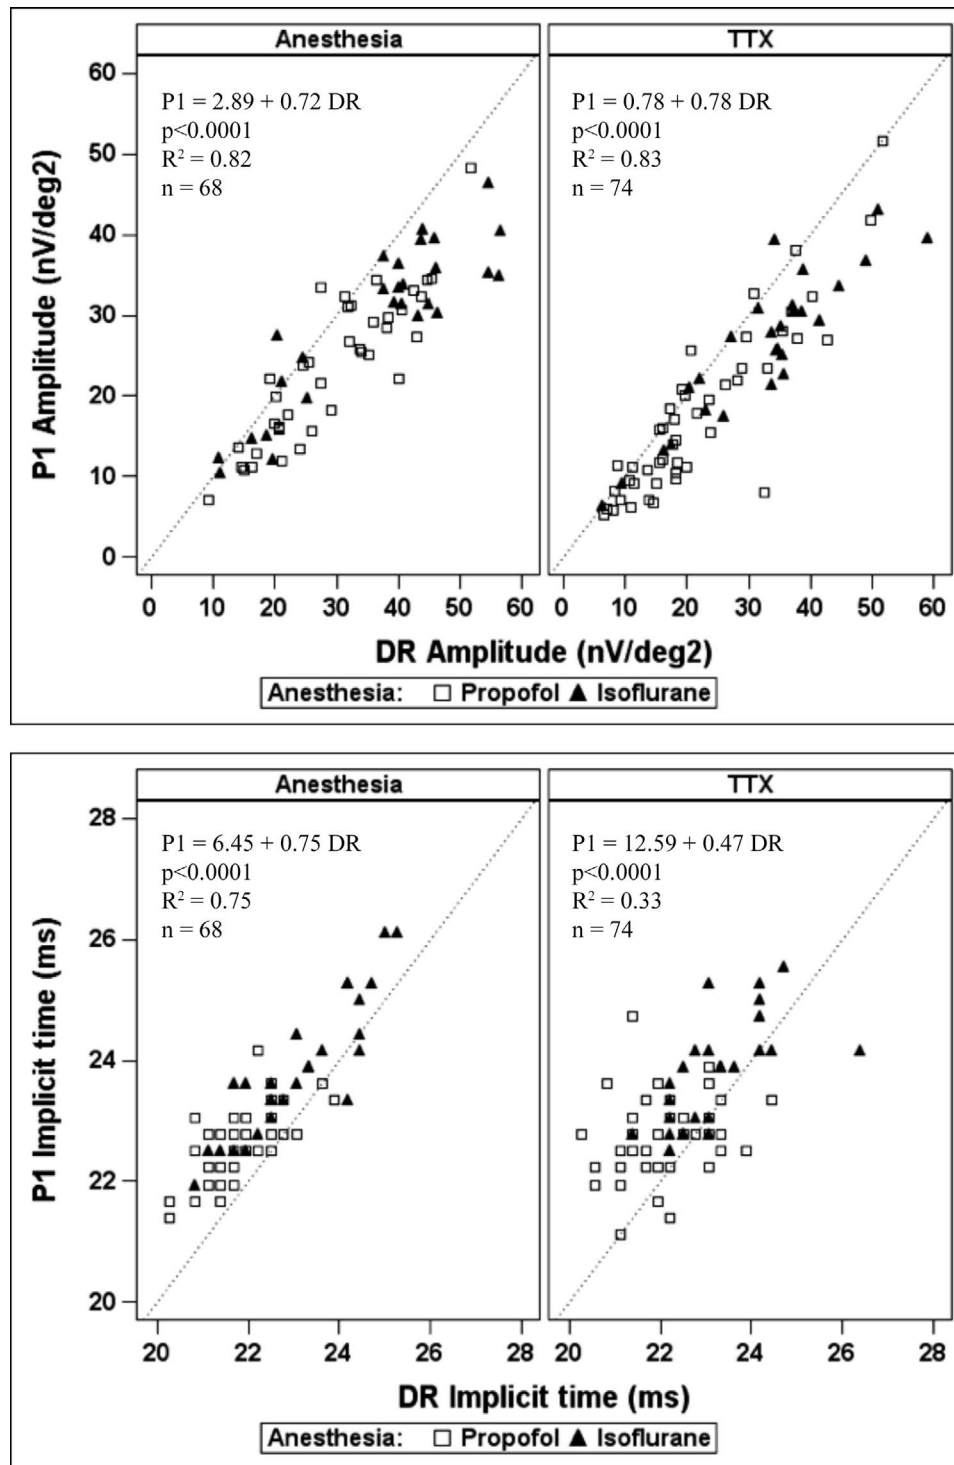 Anesthesia TTX
60
50
40
30
20
10
0
P1 Amplitude (nV/deg2)
P1 = 2.89 + 0.72 DR
p<0.0001
R² = 0.82
n = 68
P1 = 0.78 + 0.78 DR
p<0.0001
R² = 0.83
n = 74
0 10 20 30 40 50 60 0 10 20 30 40 50 60
DR Amplitude (nV/deg2)
Anesthesia: Propofol Isoflurane
Anesthesia TTX
28
26
24
22
20
P1 Implicit time (ms)
P1 = 6.45 + 0.75 DR
p<0.0001
R² = 0.75
n = 68
P1 = 12.59 + 0.47 DR
p<0.0001
R² = 0.33
n = 74
20 22 24 26 28 20 22 24 26 28
DR Implicit time (ms)
Anesthesia: Propofol Isoflurane